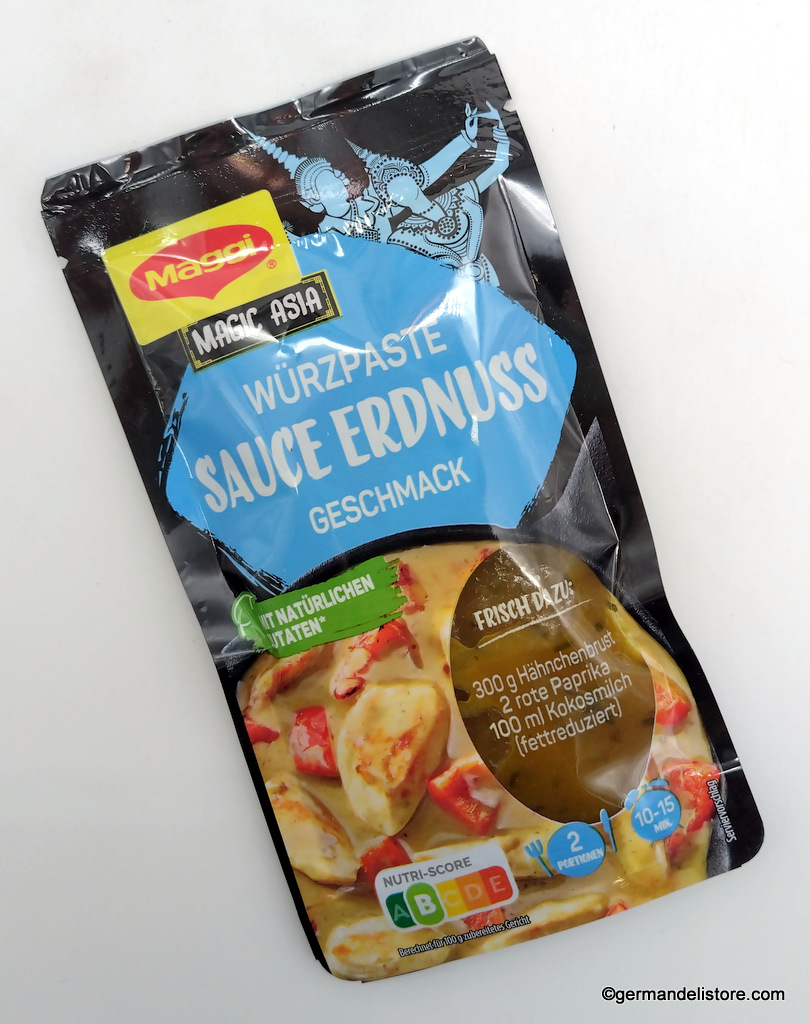 Maggi®
MAGIC ASIA
WÜRZPASTE
SAUCE ERDNUSS
GESCHMACK
MIT NATÜRLICHEN
ZUTATEN*
FRISCH DAZU:
300 g Hähnchenbrust
2 rote Paprika
100 ml Kokosmilch
(fettreduziert)
10-15
MIN.
2
PORTIONEN
Serviervorschlag
NUTRI-SCORE
A B C D E
Berechnet für 100 g zubereitetes Gericht
©germandelistore.com